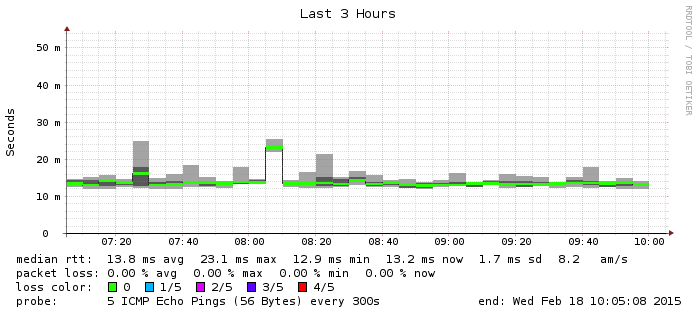 Last 3 Hours
RRDTOOL / TOBI OETIKER
Seconds
50 m
40 m
30 m
20 m
10 m
0
07:20 07:40 08:00 08:20 08:40 09:00 09:20 09:40 10:00
median rtt: 13.8 ms avg 23.1 ms max 12.9 ms min 13.2 ms now 1.7 ms sd 8.2 am/s
packet loss: 0.00 % avg 0.00 % max 0.00 % min 0.00 % now
loss color: 0 1/5 2/5 3/5 4/5
probe: 5 ICMP Echo Pings (56 Bytes) every 300s end: Wed Feb 18 10:05:08 2015